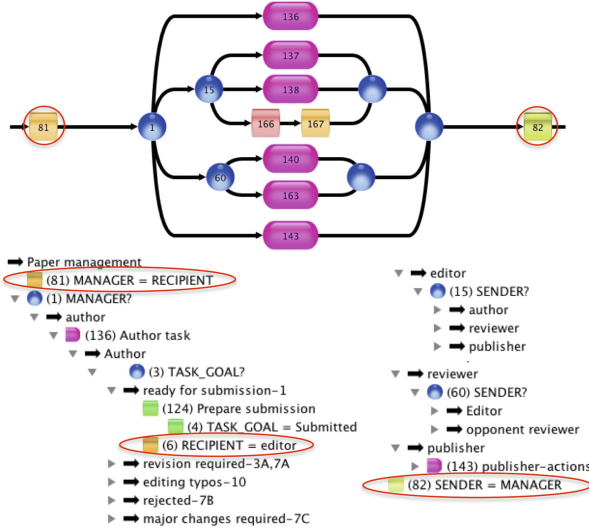 136
137
15
138
81
1
166
167
82
140
60
163
143
Paper management
(81) MANAGER = RECIPIENT
(1) MANAGER?
author
(136) Author task
Author
(3) TASK_GOAL?
ready for submission-1
(124) Prepare submission
(4) TASK_GOAL = Submitted
(6) RECIPIENT = editor
revision required-3A,7A
editing typos-10
rejected-7B
major changes required-7C
editor
(15) SENDER?
author
reviewer
publisher
reviewer
(60) SENDER?
Editor
opponent reviewer
publisher
(143) publisher-actions
(82) SENDER = MANAGER